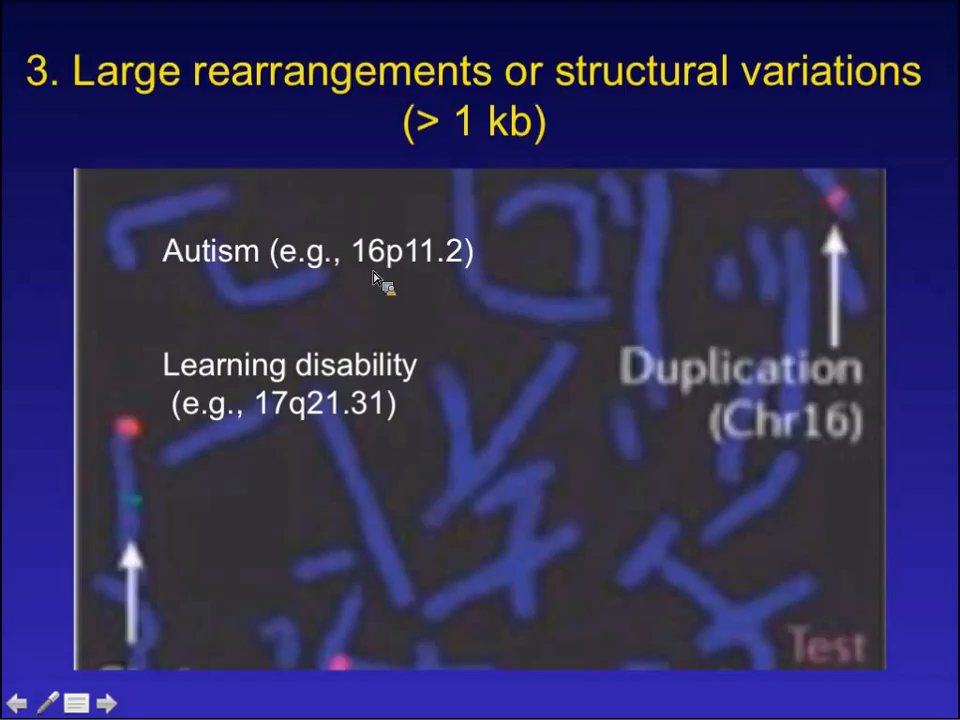 3. Large rearrangements or structural variations
(> 1 kb)
Autism (e.g., 16p11.2)
Learning disability
(e.g., 17q21.31)
Duplication
(Chr16)
Test